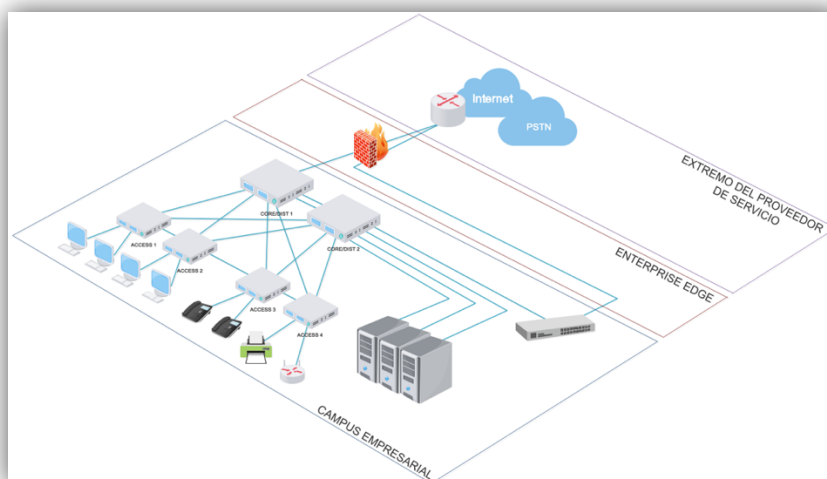 Internet
PSTN
EXTREMO DEL PROVEEDOR
DE SERVICIO
ENTERPRISE EDGE
CORE/DIST 1
CORE/DIST 2
ACCESS 1
ACCESS 2
ACCESS 3
ACCESS 4
CAMPUS EMPRESARIAL